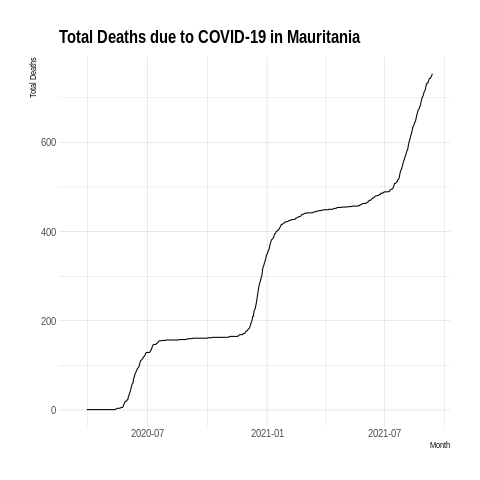 Total Deaths due to COVID-19 in Mauritania
Total Deaths
600
400
200
0
2020-07
2021-01
2021-07
Month